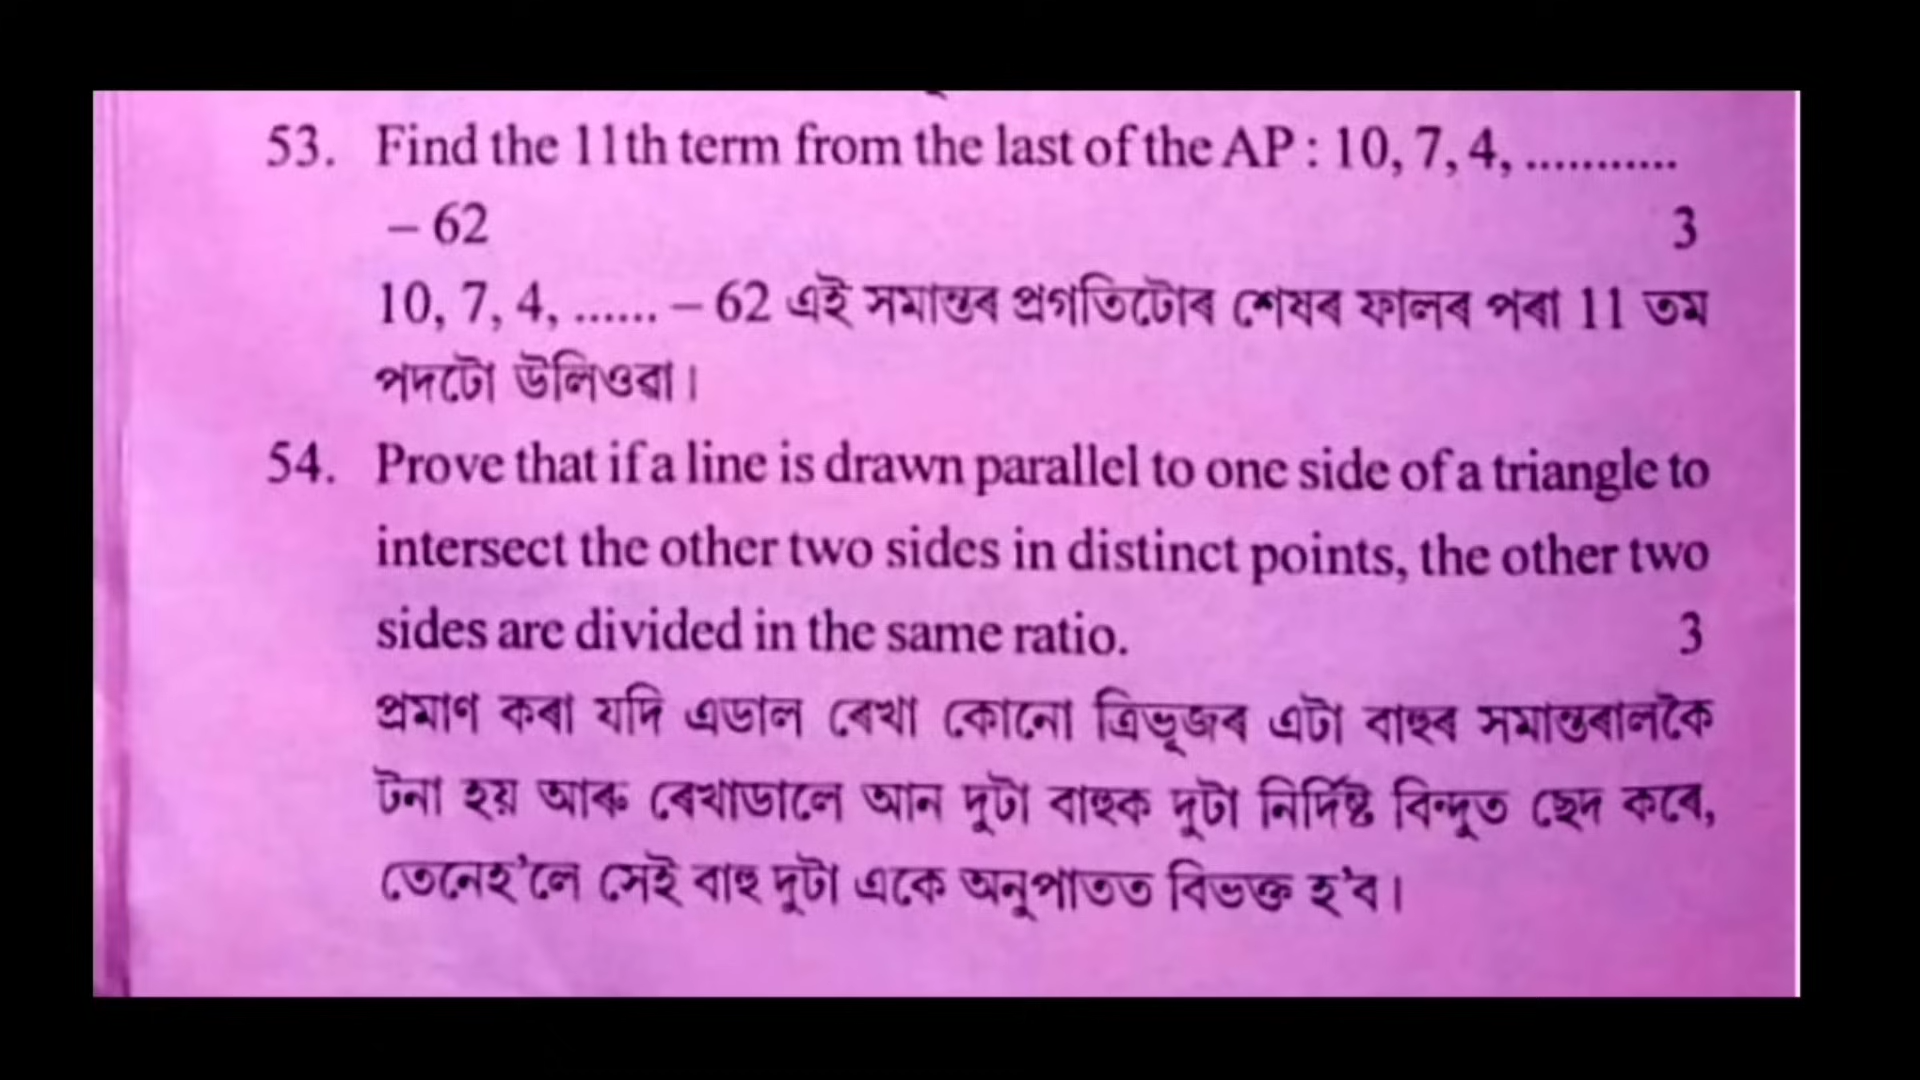 53. Find the 11th term from the last of the AP : 10, 7, 4, ...........
– 62 3
10, 7, 4, ...... – 62 এই সমান্তৰ প্ৰগতিটোৰ শেষৰ ফালৰ পৰা 11 তম
পদটো উলিওৱা।
54. Prove that if a line is drawn parallel to one side of a triangle to
intersect the other two sides in distinct points, the other two
sides are divided in the same ratio. 3
প্ৰমাণ কৰা যদি এডাল ৰেখা কোনো ত্ৰিভূজৰ এটা বাহুৰ সমান্তৰালকৈ
টনা হয় আৰু ৰেখাডালে আন দুটা বাহুক দুটা নিৰ্দিষ্ট বিন্দুত ছেদ কৰে,
তেনেহ'লে সেই বাহু দুটা একে অনুপাতত বিভক্ত হ'ব।